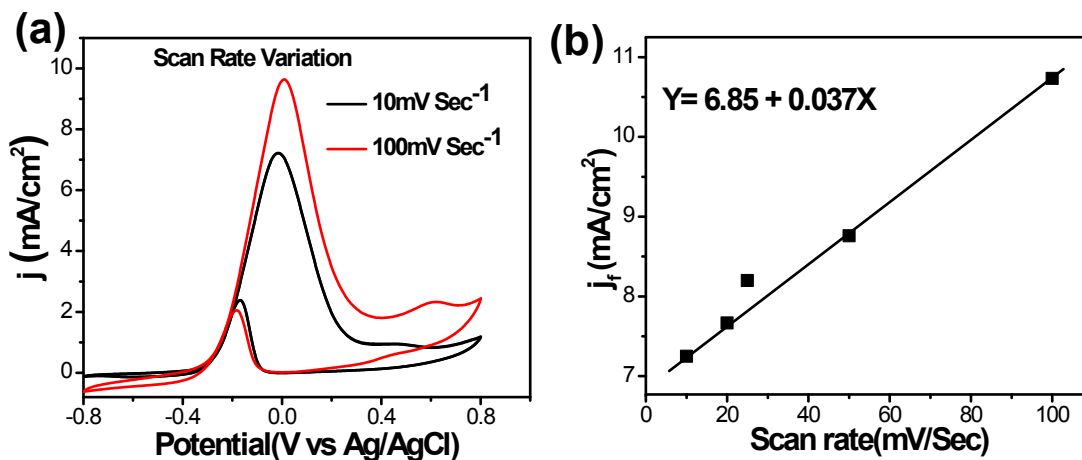 (a)
Scan Rate Variation
10mV Sec⁻¹
100mV Sec⁻¹
j (mA/cm²)
10
8
6
4
2
0
-0.8 -0.4 0.0 0.4 0.8
Potential(V vs Ag/AgCl)
(b)
Y= 6.85 + 0.037X
j_f (mA/cm²)
11
10
9
8
7
0 20 40 60 80 100
Scan rate(mV/Sec)